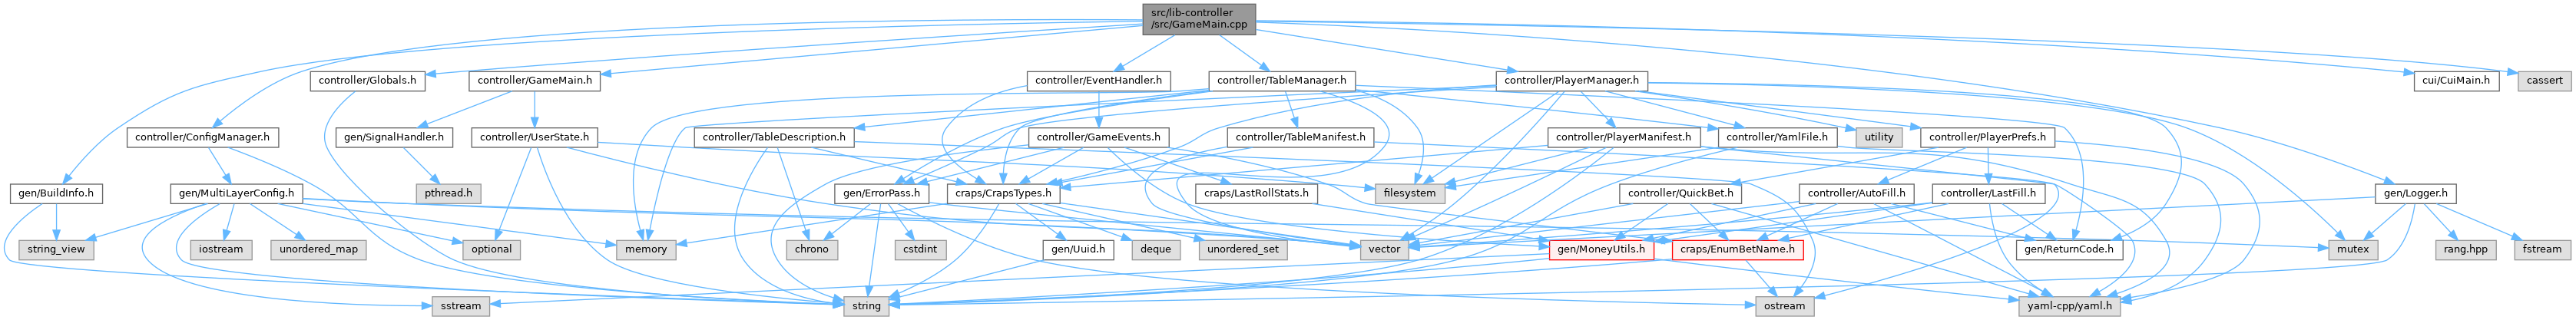 src/lib-controller
/src/GameMain.cpp
controller/Globals.h
controller/GameMain.h
controller/EventHandler.h
controller/TableManager.h
controller/PlayerManager.h
cui/CuiMain.h
cassert
controller/ConfigManager.h
gen/SignalHandler.h
controller/UserState.h
controller/TableDescription.h
controller/GameEvents.h
controller/TableManifest.h
controller/PlayerManifest.h
controller/YamlFile.h
utility
controller/PlayerPrefs.h
gen/BuildInfo.h
gen/MultiLayerConfig.h
pthread.h
gen/ErrorPass.h
craps/CrapsTypes.h
craps/LastRollStats.h
filesystem
controller/QuickBet.h
controller/AutoFill.h
controller/LastFill.h
gen/Logger.h
string_view
iostream
unordered_map
optional
memory
chrono
cstdint
gen/Uuid.h
deque
unordered_set
vector
gen/MoneyUtils.h
craps/EnumBetName.h
gen/ReturnCode.h
mutex
rang.hpp
fstream
sstream
string
ostream
yaml-cpp/yaml.h